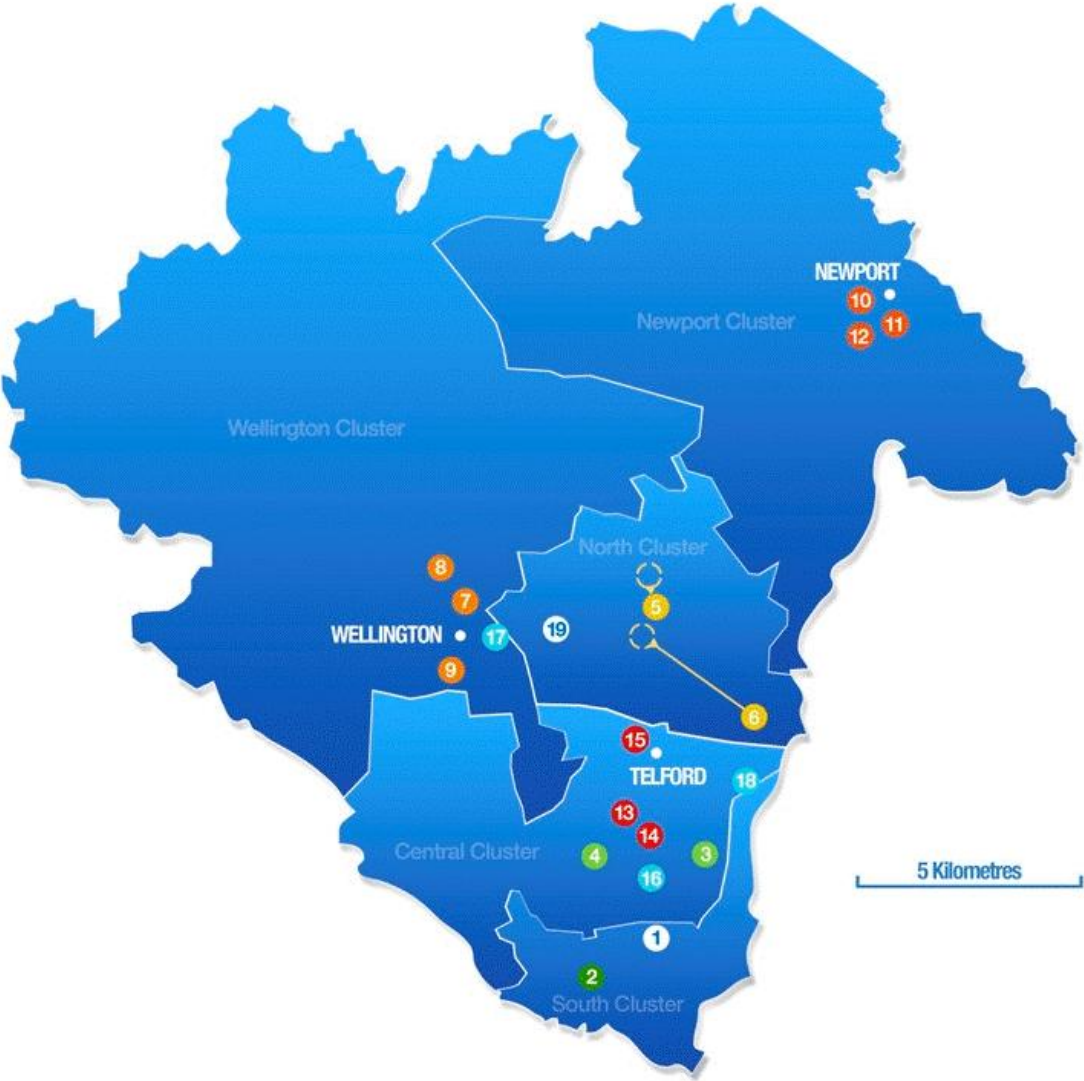 NEWPORT
10
11
12
Newport Cluster
Wellington Cluster
North Cluster
8
7
5
WELLINGTON
17
19
9
6
15
TELFORD
18
13
14
Central Cluster
4
3
16
5 Kilometres
1
2
South Cluster